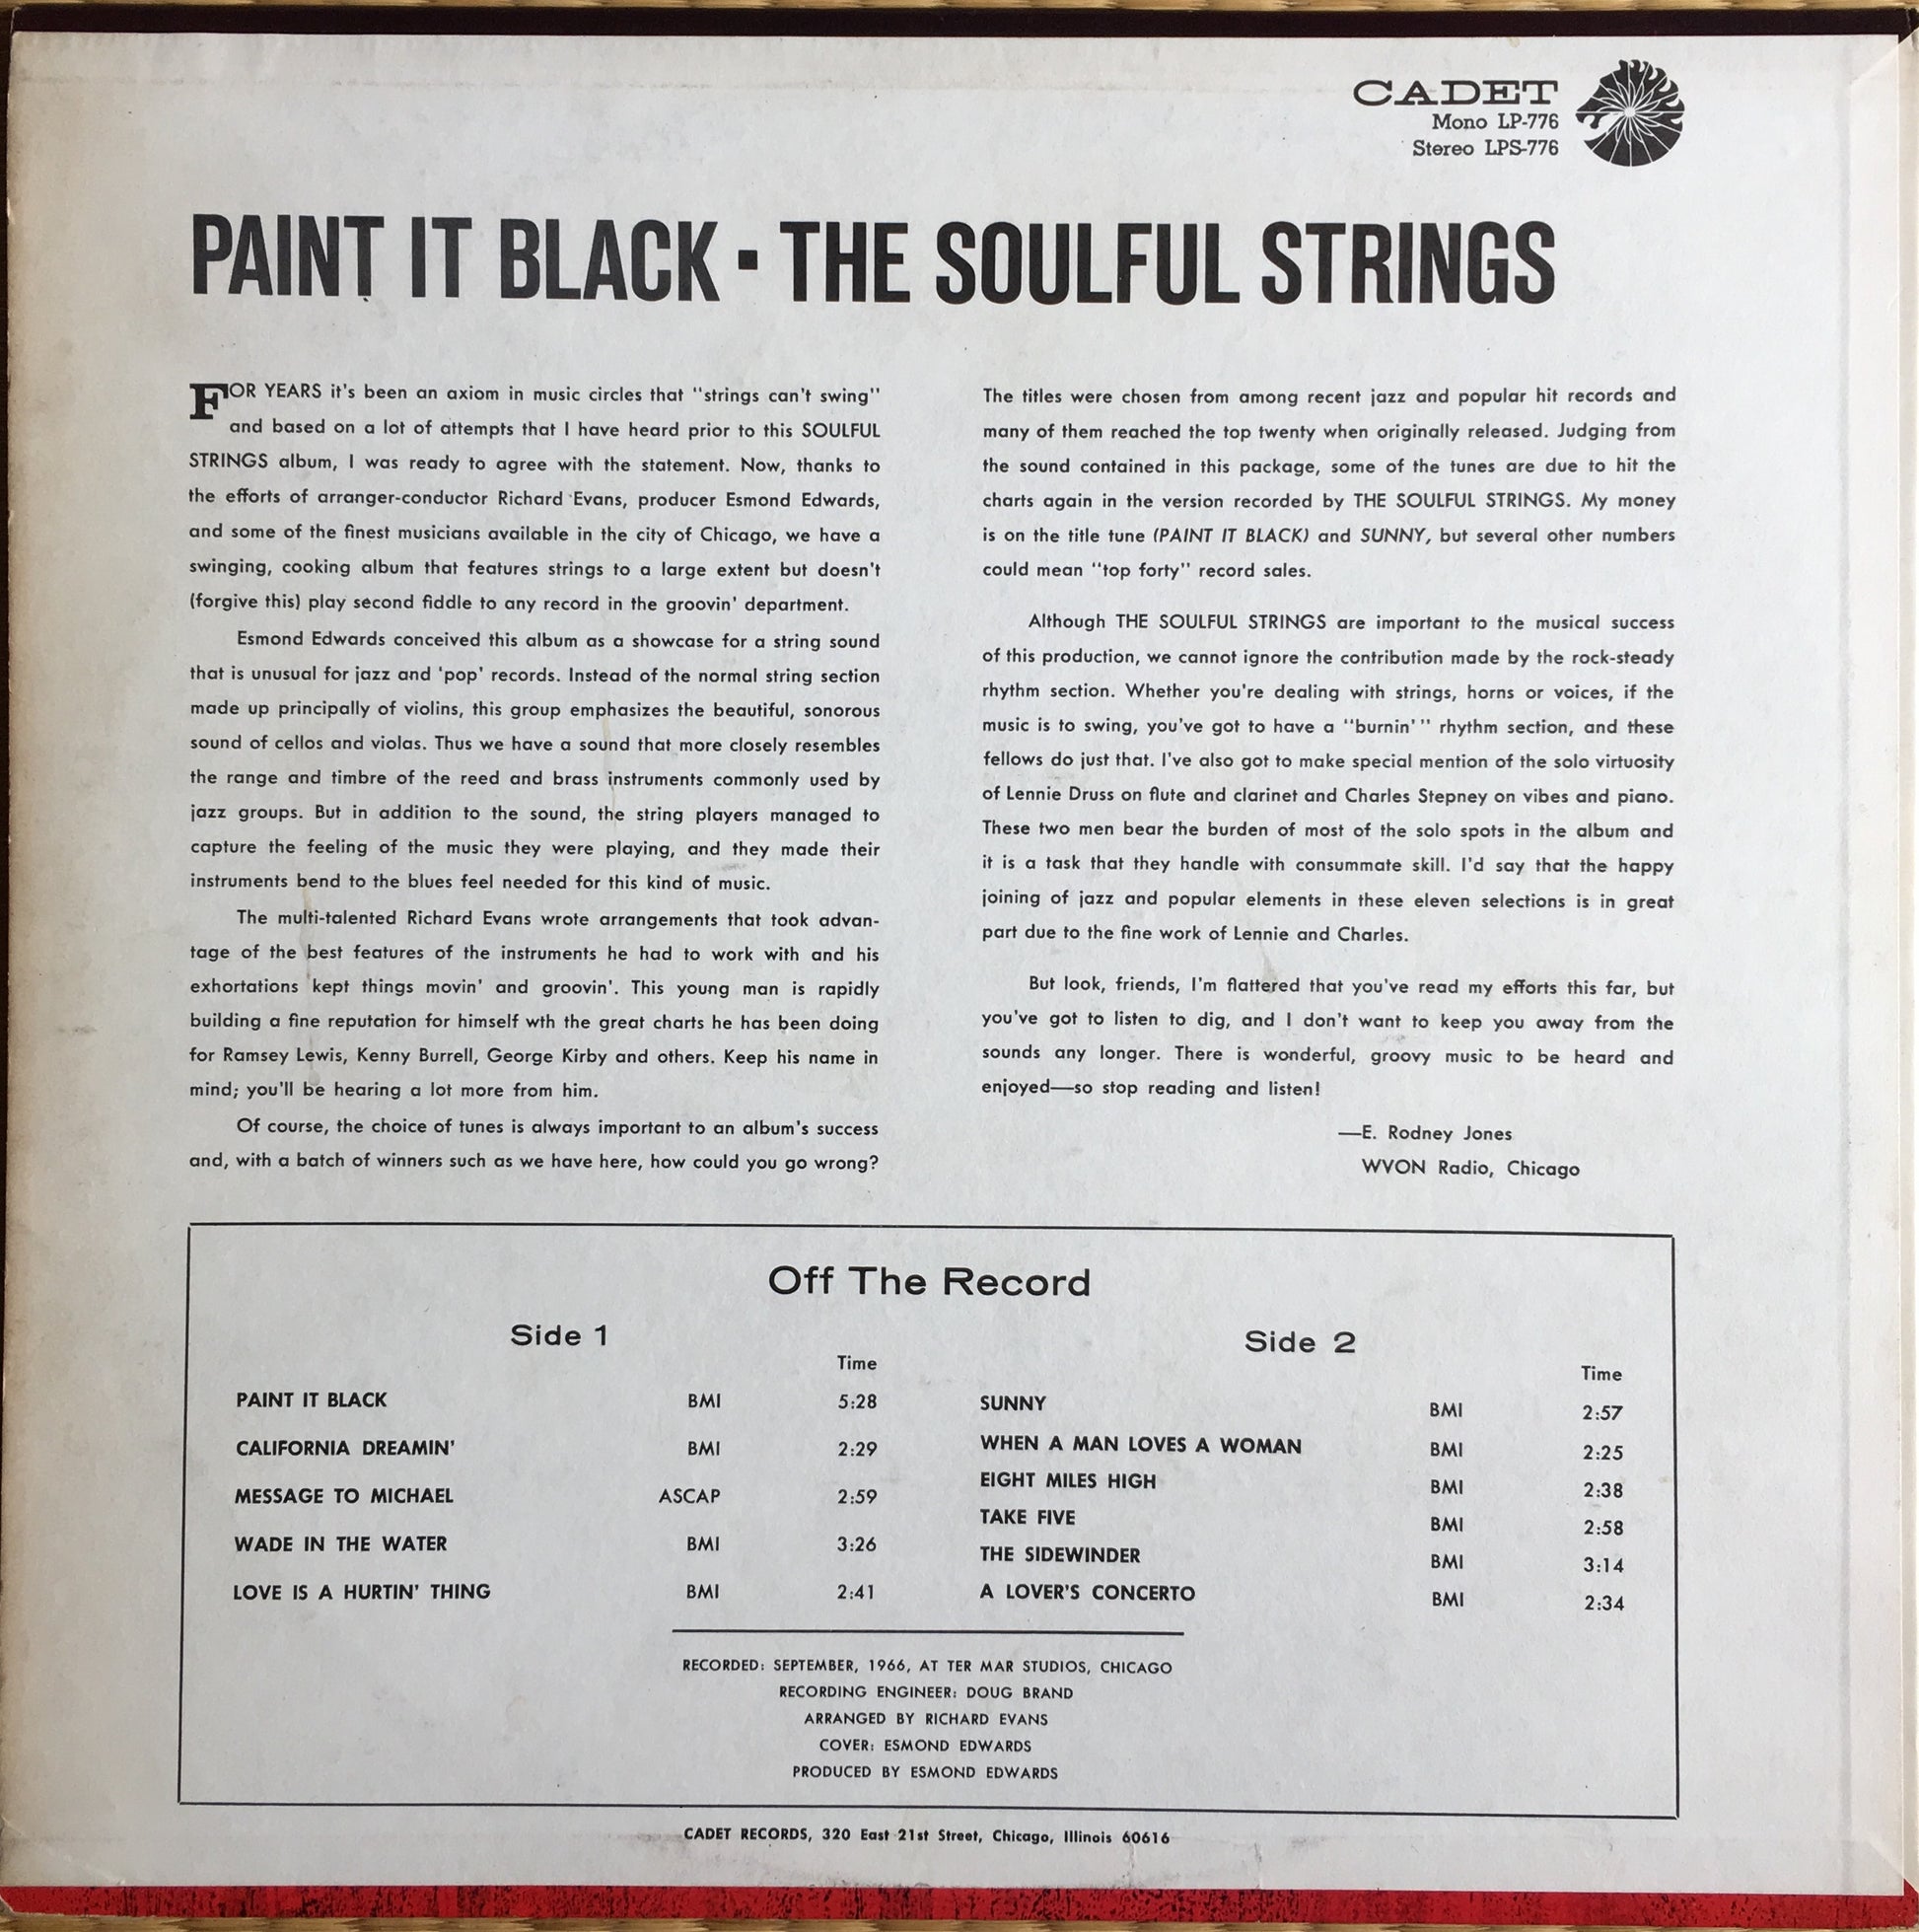 CADET
Mono LP-776
Stereo LPS-776
PAINT IT BLACK · THE SOULFUL STRINGS
FOR YEARS it's been an axiom in music circles that "strings can't swing"
and based on a lot of attempts that I have heard prior to this SOULFUL
STRINGS album, I was ready to agree with the statement. Now, thanks to
the efforts of arranger-conductor Richard Evans, producer Esmond Edwards,
and some of the finest musicians available in the city of Chicago, we have a
swinging, cooking album that features strings to a large extent but doesn't
(forgive this) play second fiddle to any record in the groovin' department.
Esmond Edwards conceived this album as a showcase for a string sound
that is unusual for jazz and 'pop' records. Instead of the normal string section
made up principally of violins, this group emphasizes the beautiful, sonorous
sound of cellos and violas. Thus we have a sound that more closely resembles
the range and timbre of the reed and brass instruments commonly used by
jazz groups. But in addition to the sound, the string players managed to
capture the feeling of the music they were playing, and they made their
instruments bend to the blues feel needed for this kind of music.
The multi-talented Richard Evans wrote arrangements that took advan-
tage of the best features of the instruments he had to work with and his
exhortations kept things movin' and groovin'. This young man is rapidly
building a fine reputation for himself wth the great charts he has been doing
for Ramsey Lewis, Kenny Burrell, George Kirby and others. Keep his name in
mind; you'll be hearing a lot more from him.
Of course, the choice of tunes is always important to an album's success
and, with a batch of winners such as we have here, how could you go wrong?
The titles were chosen from among recent jazz and popular hit records and
many of them reached the top twenty when originally released. Judging from
the sound contained in this package, some of the tunes are due to hit the
charts again in the version recorded by THE SOULFUL STRINGS. My money
is on the title tune (PAINT IT BLACK) and SUNNY, but several other numbers
could mean "top forty" record sales.
Although THE SOULFUL STRINGS are important to the musical success
of this production, we cannot ignore the contribution made by the rock-steady
rhythm section. Whether you're dealing with strings, horns or voices, if the
music is to swing, you've got to have a "burnin'" rhythm section, and these
fellows do just that. I've also got to make special mention of the solo virtuosity
of Lennie Druss on flute and clarinet and Charles Stepney on vibes and piano.
These two men bear the burden of most of the solo spots in the album and
it is a task that they handle with consummate skill. I'd say that the happy
joining of jazz and popular elements in these eleven selections is in great
part due to the fine work of Lennie and Charles.
But look, friends, I'm flattered that you've read my efforts this far, but
you've got to listen to dig, and I don't want to keep you away from the
sounds any longer. There is wonderful, groovy music to be heard and
enjoyed—so stop reading and listen!
—E. Rodney Jones
WVON Radio, Chicago
Off The Record
Side 1
Time
PAINT IT BLACK BMI 5:28
CALIFORNIA DREAMIN' BMI 2:29
MESSAGE TO MICHAEL ASCAP 2:59
WADE IN THE WATER BMI 3:26
LOVE IS A HURTIN' THING BMI 2:41
Side 2
Time
SUNNY BMI 2:57
WHEN A MAN LOVES A WOMAN BMI 2:25
EIGHT MILES HIGH BMI 2:38
TAKE FIVE BMI 2:58
THE SIDEWINDER BMI 3:14
A LOVER'S CONCERTO BMI 2:34
RECORDED: SEPTEMBER, 1966, AT TER MAR STUDIOS, CHICAGO
RECORDING ENGINEER: DOUG BRAND
ARRANGED BY RICHARD EVANS
COVER: ESMOND EDWARDS
PRODUCED BY ESMOND EDWARDS
CADET RECORDS, 320 East 21st Street, Chicago, Illinois 60616